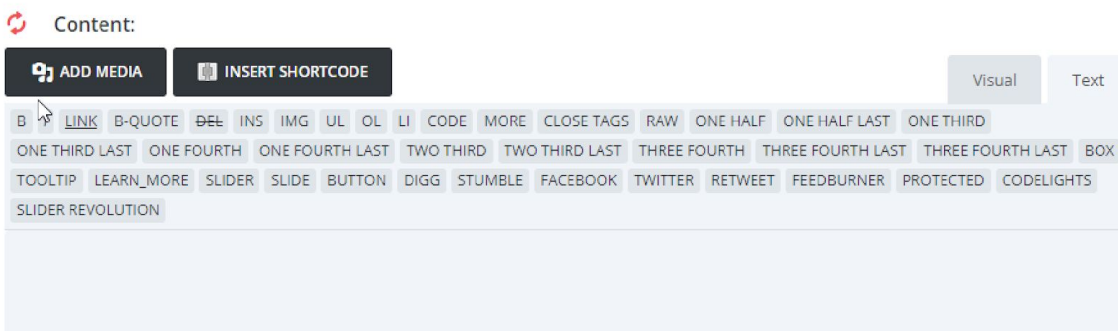 Content:
ADD MEDIA INSERT SHORTCODE
Visual Text
B LINK B-QUOTE DEL INS IMG UL OL LI CODE MORE CLOSE TAGS RAW ONE HALF ONE HALF LAST ONE THIRD
ONE THIRD LAST ONE FOURTH ONE FOURTH LAST TWO THIRD TWO THIRD LAST THREE FOURTH THREE FOURTH LAST THREE FOURTH LAST BOX
TOOLTIP LEARN_MORE SLIDER SLIDE BUTTON DIGG STUMBLE FACEBOOK TWITTER RETWEET FEEDBURNER PROTECTED CODELIGHTS
SLIDER REVOLUTION